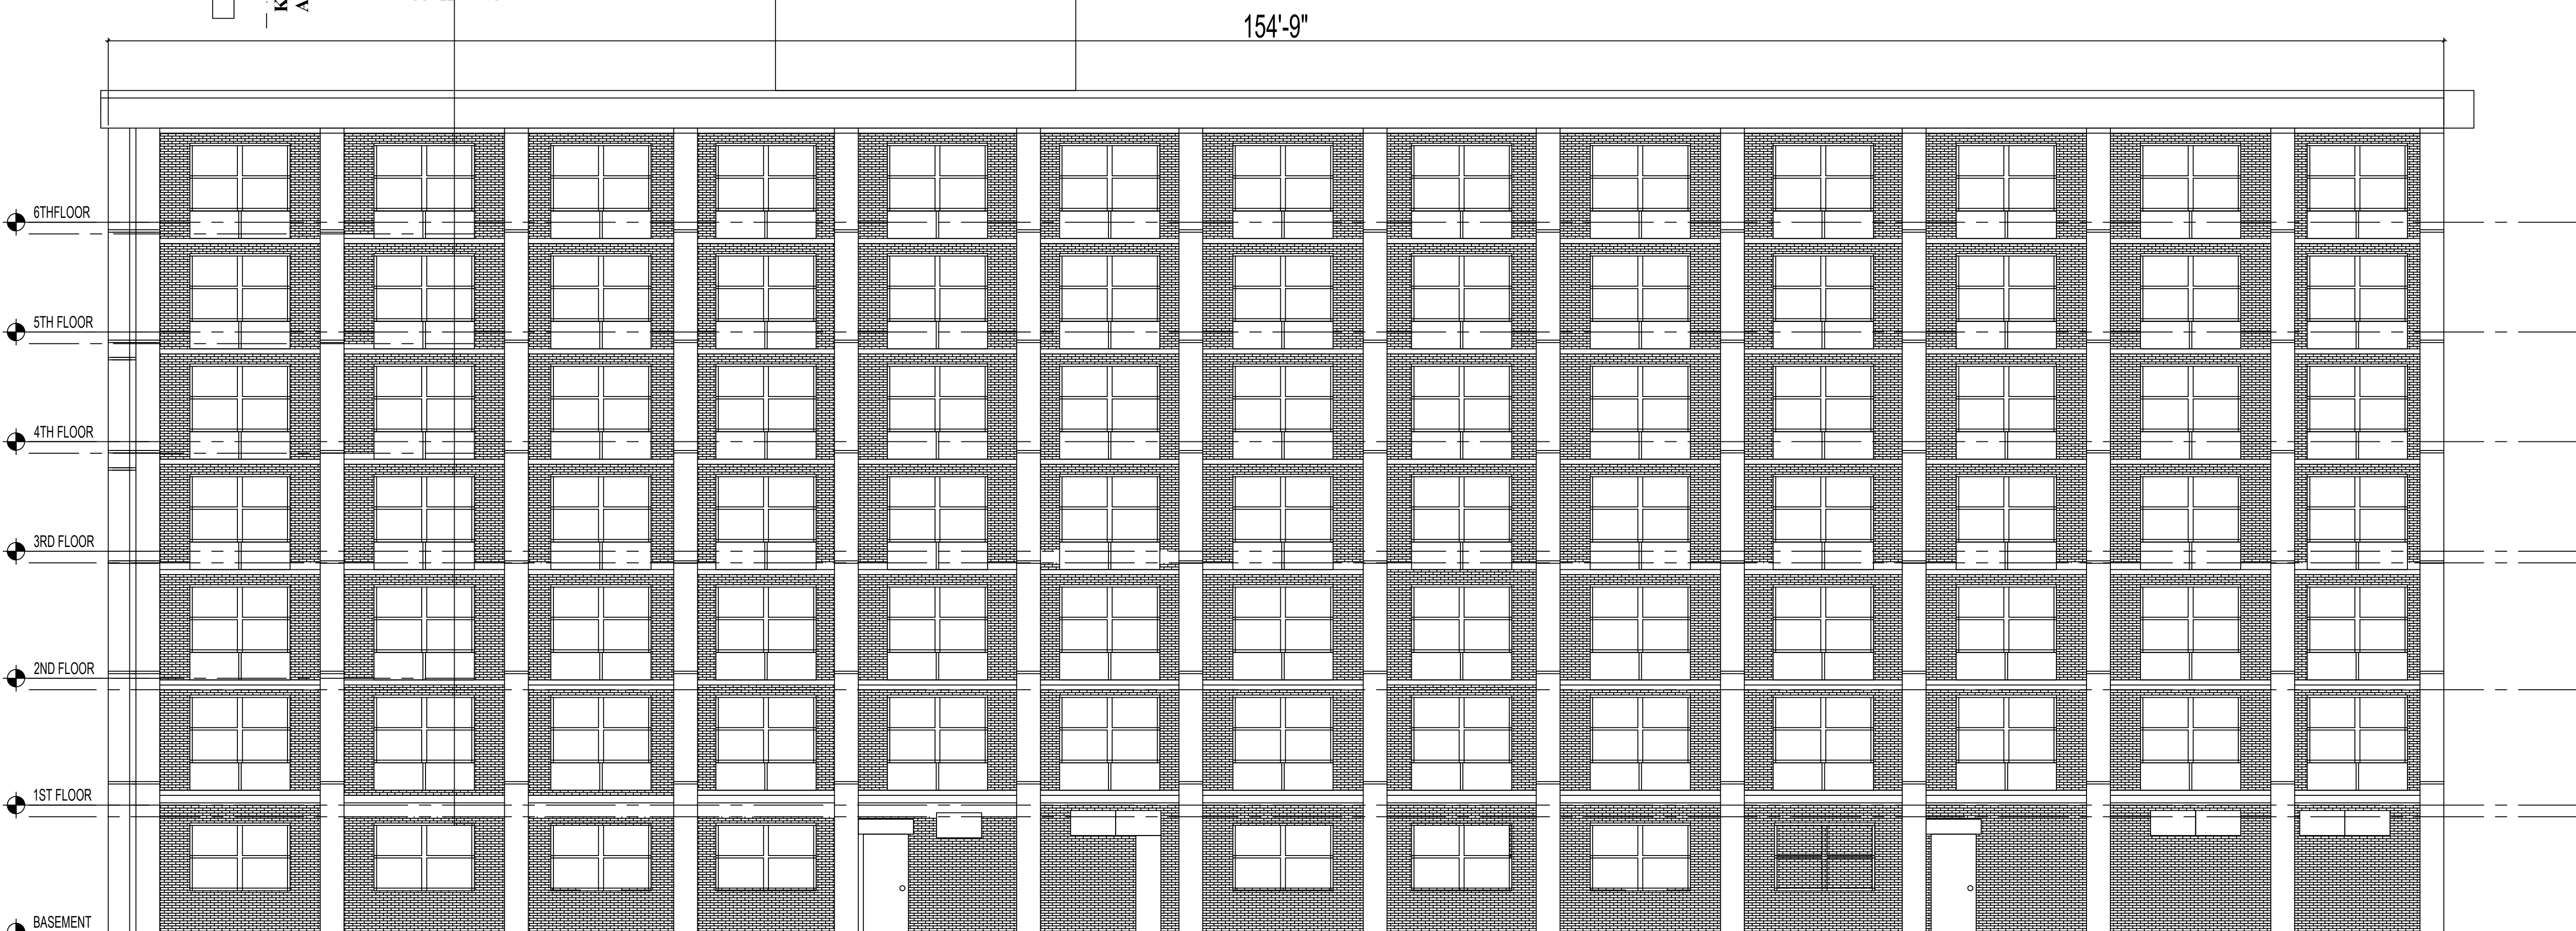 K
A
154'-9"
6THFLOOR
5TH FLOOR
4TH FLOOR
3RD FLOOR
2ND FLOOR
1ST FLOOR
BASEMENT